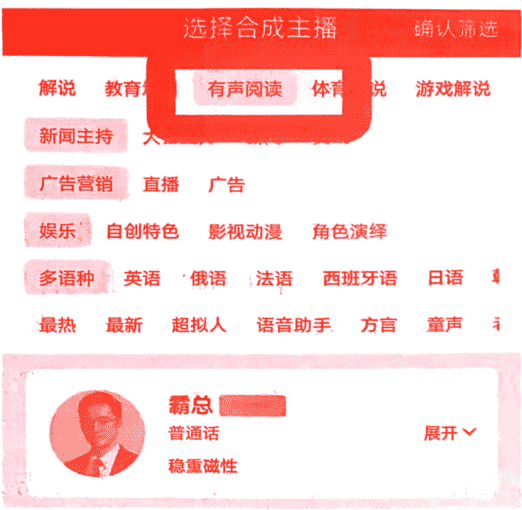 选择合成主播 确认筛选
解说 教育 有声阅读 体育 说 游戏解说
新闻主持
广告营销 直播 广告
娱乐 自创特色 影视动漫 角色演绎
多语种 英语 俄语 法语 西班牙语 日语
最热 最新 超拟人 语音助手 方言 童声
霸总
普通话 展开
稳重磁性